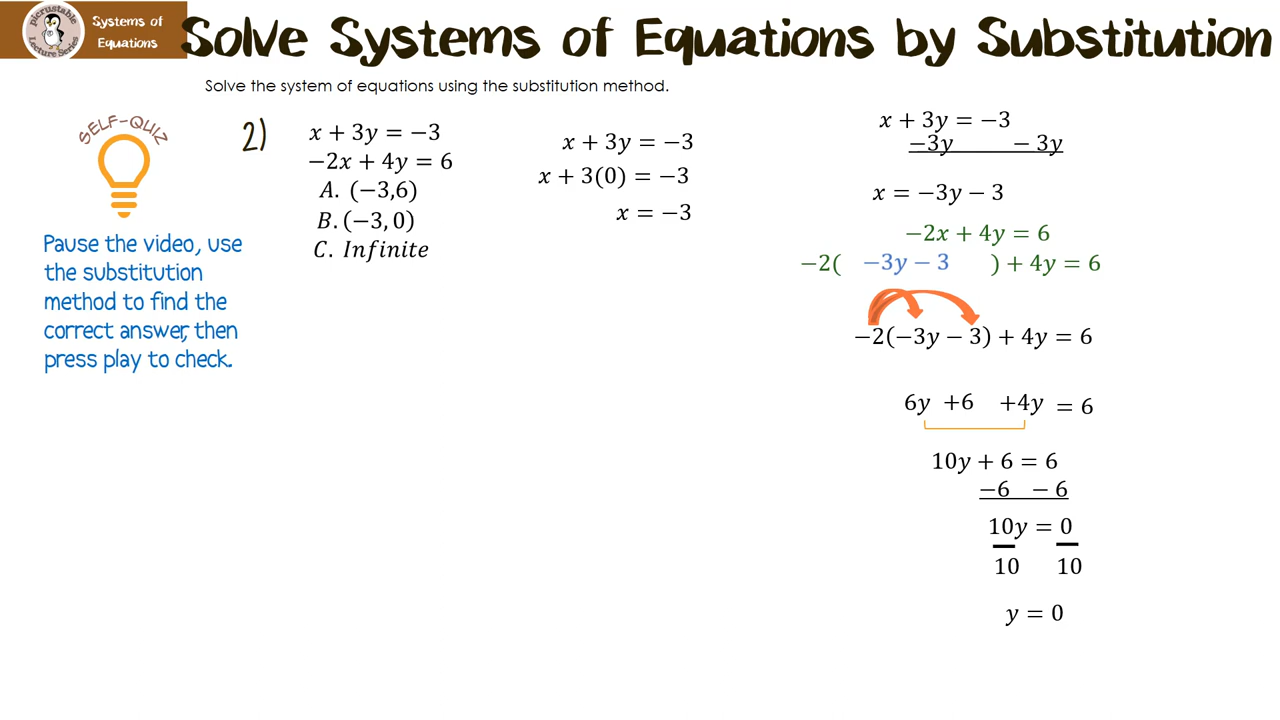 picrustable
Lecture Series
Systems of
Equations
Solve Systems of Equations by Substitution
Solve the system of equations using the substitution method.
SELF-QUIZ
Pause the video, use
the substitution
method to find the
correct answer, then
press play to check.
2)
x + 3y = −3
−2x + 4y = 6
A. (−3,6)
B. (−3, 0)
C. Infinite
x + 3y = −3
x + 3(0) = −3
x = −3
x + 3y = −3
−3y − 3y
x = −3y − 3
−2x + 4y = 6
−2( −3y − 3 ) + 4y = 6
−2(−3y − 3) + 4y = 6
6y +6 +4y = 6
10y + 6 = 6
−6 − 6
10y = 0
10 10
y = 0